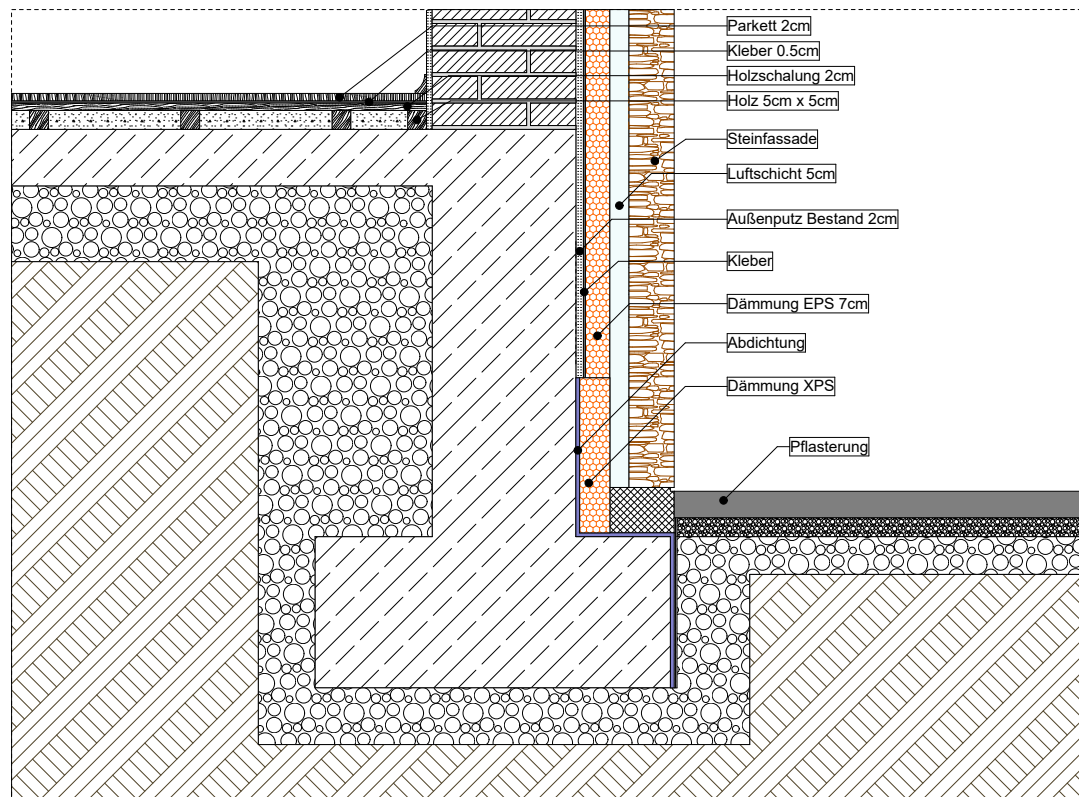 Parkett 2cm
Kleber 0.5cm
Holzschalung 2cm
Holz 5cm x 5cm
Steinfassade
Luftschicht 5cm
Außenputz Bestand 2cm
Kleber
Dämmung EPS 7cm
Abdichtung
Dämmung XPS
Pflasterung